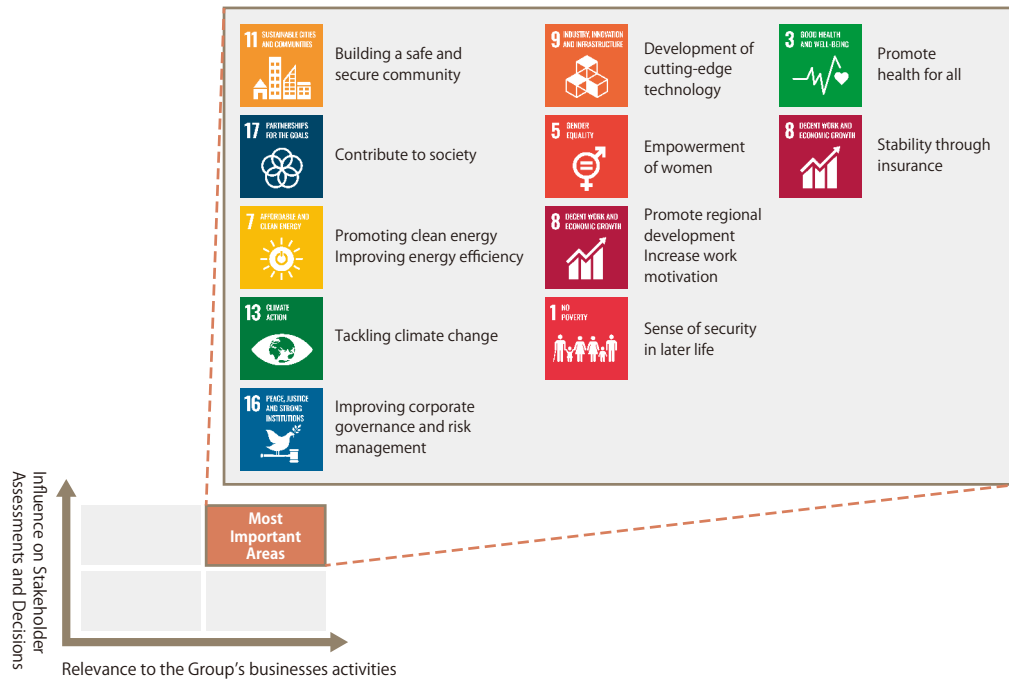 11 SUSTAINABLE CITIES
AND COMMUNITIES
Building a safe and
secure community
17 PARTNERSHIPS
FOR THE GOALS
Contribute to society
7 AFFORDABLE AND
CLEAN ENERGY
Promoting clean energy
Improving energy efficiency
13 CLIMATE
ACTION
Tackling climate change
16 PEACE, JUSTICE
AND STRONG
INSTITUTIONS
Improving corporate
governance and risk
management
9 INDUSTRY, INNOVATION
AND INFRASTRUCTURE
Development of
cutting-edge
technology
5 GENDER
EQUALITY
Empowerment
of women
8 DECENT WORK AND
ECONOMIC GROWTH
Promote regional
development
Increase work
motivation
1 NO
POVERTY
Sense of security
in later life
3 GOOD HEALTH
AND WELL-BEING
Promote
health for all
8 DECENT WORK AND
ECONOMIC GROWTH
Stability through
insurance
Influence on Stakeholder
Assessments and Decisions
Most
Important
Areas
Relevance to the Group's businesses activities